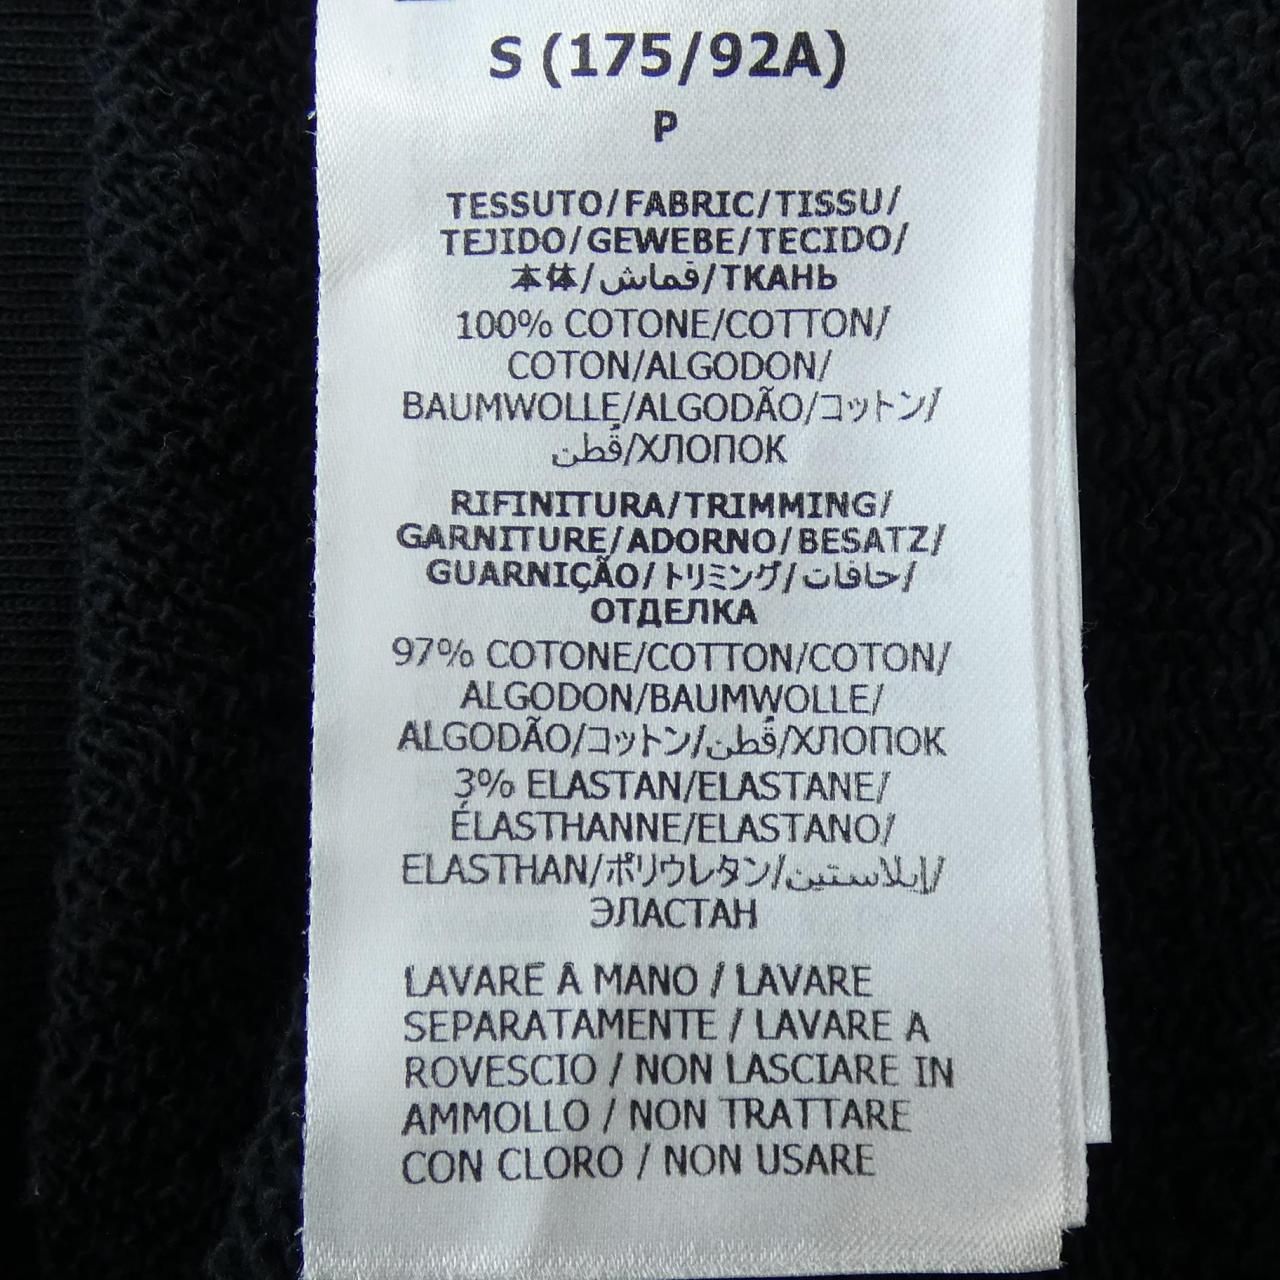 S (175/92A)
P
TESSUTO/FABRIC/TISSU/
TEJIDO/GEWEBE/TECIDO/
本体/قماش/ТКАНЬ
100% COTONE/COTTON/
COTON/ALGODON/
BAUMWOLLE/ALGODÃO/コットン/
قطن/ХЛОПОК
RIFINITURA/TRIMMING/
GARNITURE/ADORNO/BESATZ/
GUARNIÇÃO/トリミング/حافات/
ОТДЕЛКА
97% COTONE/COTTON/COTON/
ALGODON/BAUMWOLLE/
ALGODÃO/コットン/قطن/ХЛОПОК
3% ELASTAN/ELASTANE/
ÉLASTHANNE/ELASTANO/
ELASTHAN/ポリウレタン/إيلاستين/
ЭЛАСТАН
LAVARE A MANO / LAVARE
SEPARATAMENTE / LAVARE A
ROVESCIO / NON LASCIARE IN
AMMOLLO / NON TRATTARE
CON CLORO / NON USARE